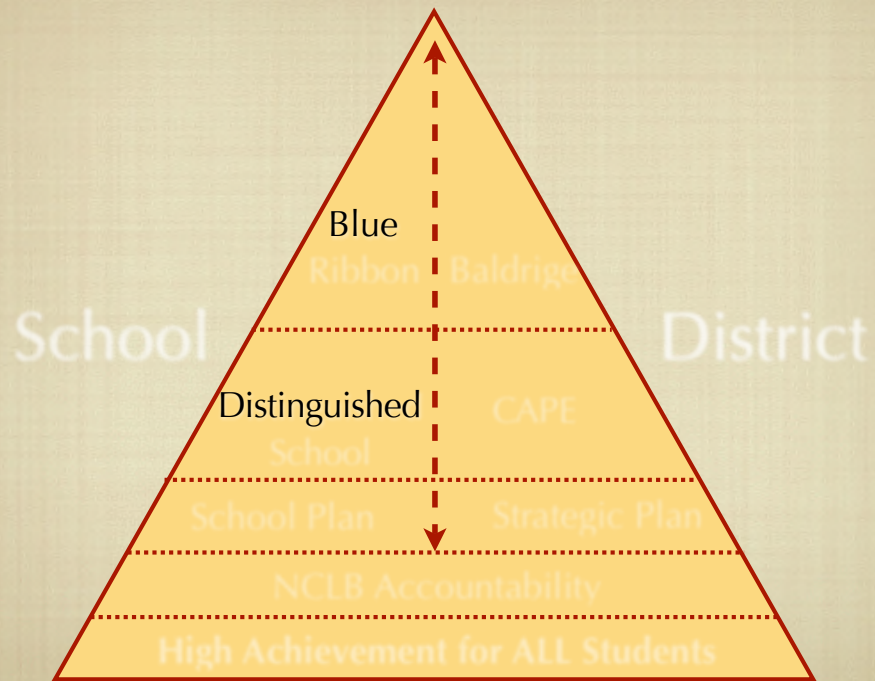 Blue
Ribbon Baldrige
School District
Distinguished
CAPE
School
School Plan Strategic Plan
NCLB Accountability
High Achievement for ALL Students